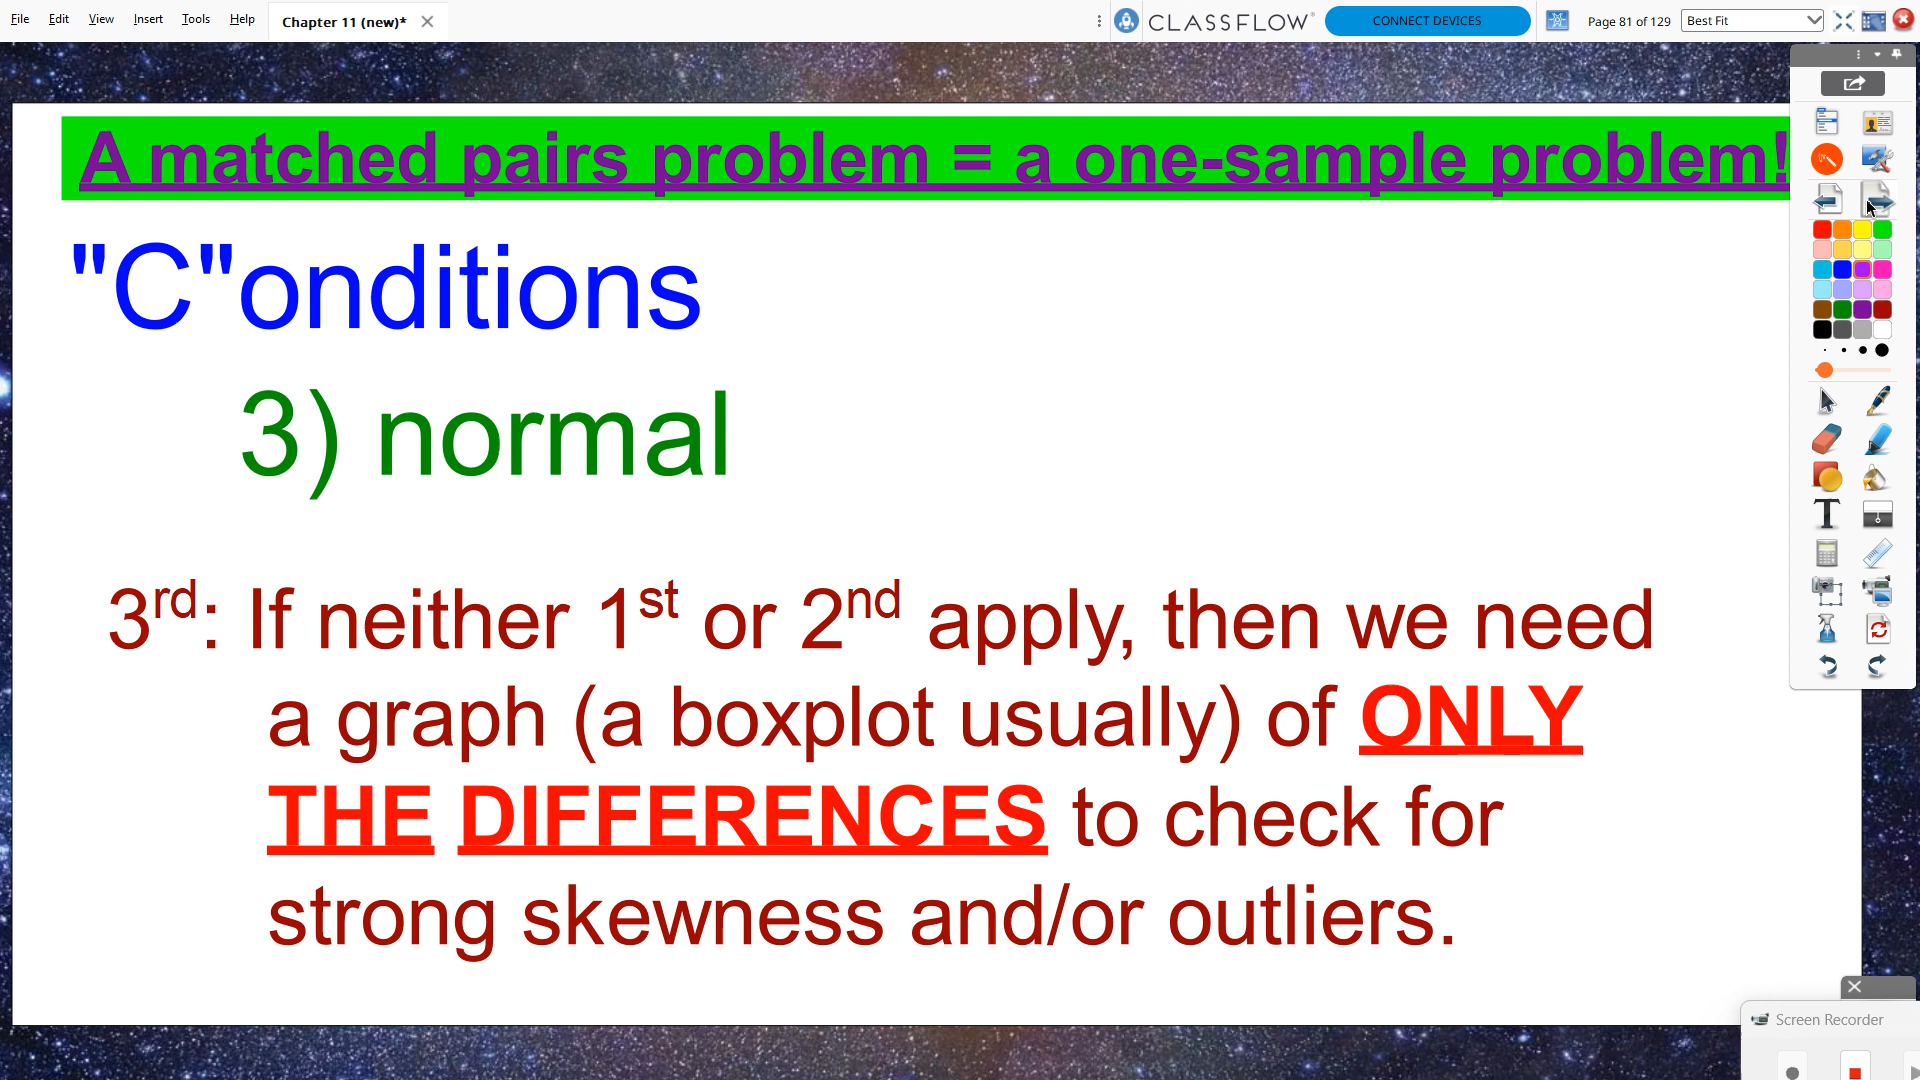 File Edit View Insert Tools Help Chapter 11 (new)* CLASSFLOW CONNECT DEVICES Page 81 of 129 Best Fit
A matched pairs problem = a one-sample problem!
"C"onditions
3) normal
3rd: If neither 1st or 2nd apply, then we need
a graph (a boxplot usually) of ONLY
THE DIFFERENCES to check for
strong skewness and/or outliers.
Screen Recorder